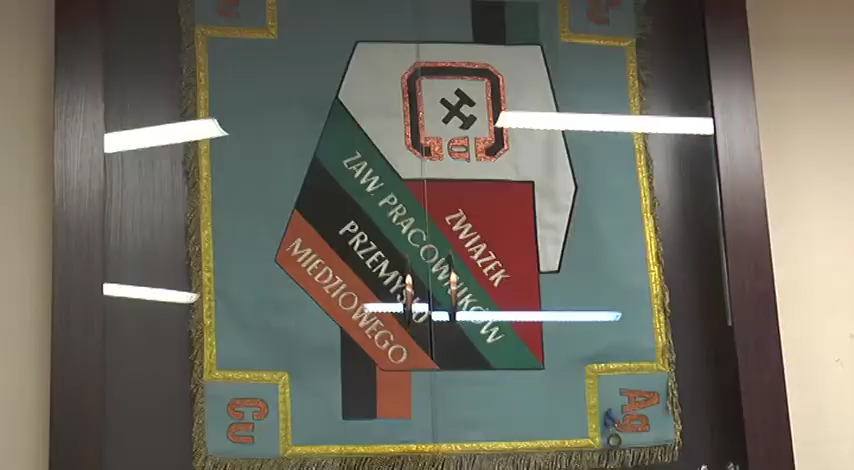 ZWIĄZEK
ZAW. PRACOWNIKÓW
PRZEMYSŁU
MIEDZIOWEGO
Cu
Ag